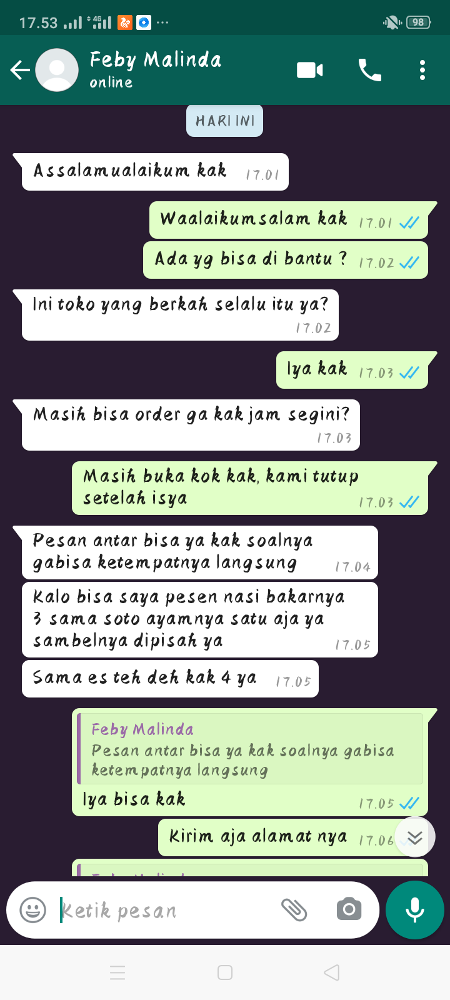 17.53 4G 98
Feby Malinda
online
HARI INI
Assalamualaikum kak 17.01
Waalaikumsalam kak 17.01
Ada yg bisa di bantu ? 17.02
Ini toko yang berkah selalu itu ya?
17.02
Iya kak 17.03
Masih bisa order ga kak jam segini?
17.03
Masih buka kok kak, kami tutup
setelah isya 17.03
Pesan antar bisa ya kak soalnya
gabisa ketempatnya langsung 17.04
Kalo bisa saya pesen nasi bakarnya
3 sama soto ayamnya satu aja ya
sambelnya dipisah ya 17.05
Sama es teh deh kak 4 ya 17.05
Feby Malinda
Pesan antar bisa ya kak soalnya gabisa
ketempatnya langsung
Iya bisa kak 17.05
Kirim aja alamat nya 17.06
Ketik pesan